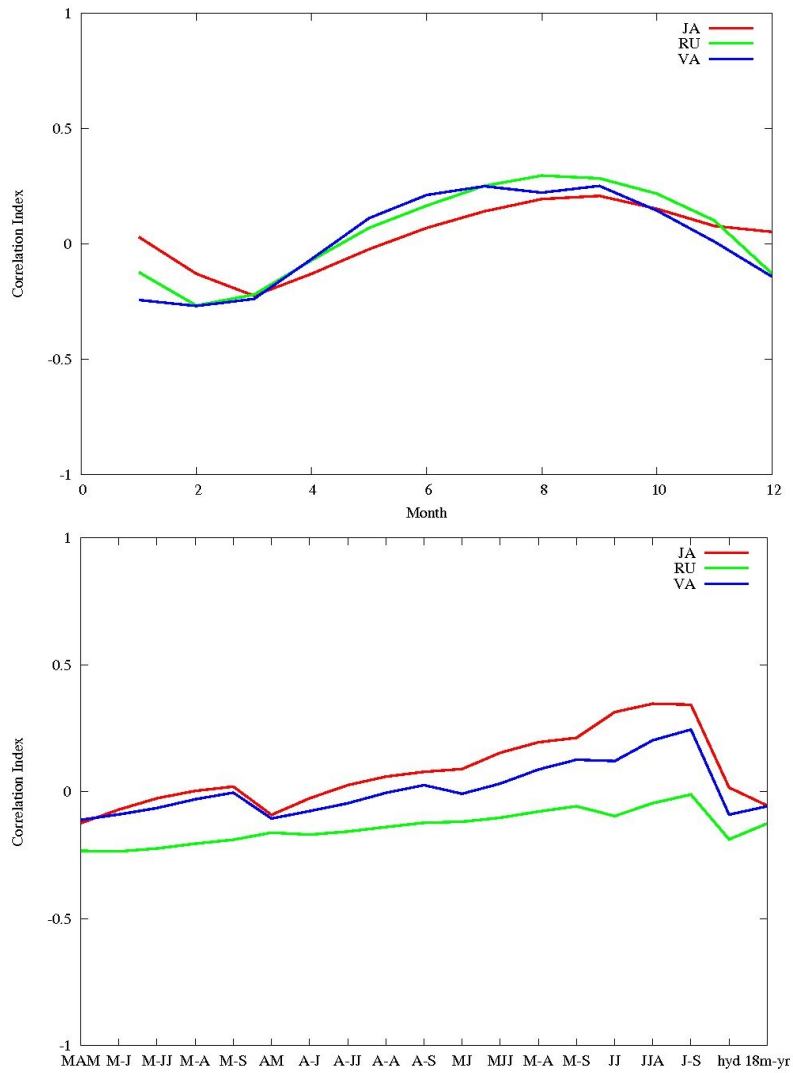 1
JA
RU
VA
0.5
Correlation Index
0
-0.5
-1
0 2 4 6 8 10 12
Month
1
JA
RU
VA
0.5
Correlation Index
0
-0.5
-1
MAM M-J M-JJ M-A M-S AM A-J A-JJ A-A A-S MJ MJJ M-A M-S JJ JJA J-S hyd 18m-yr